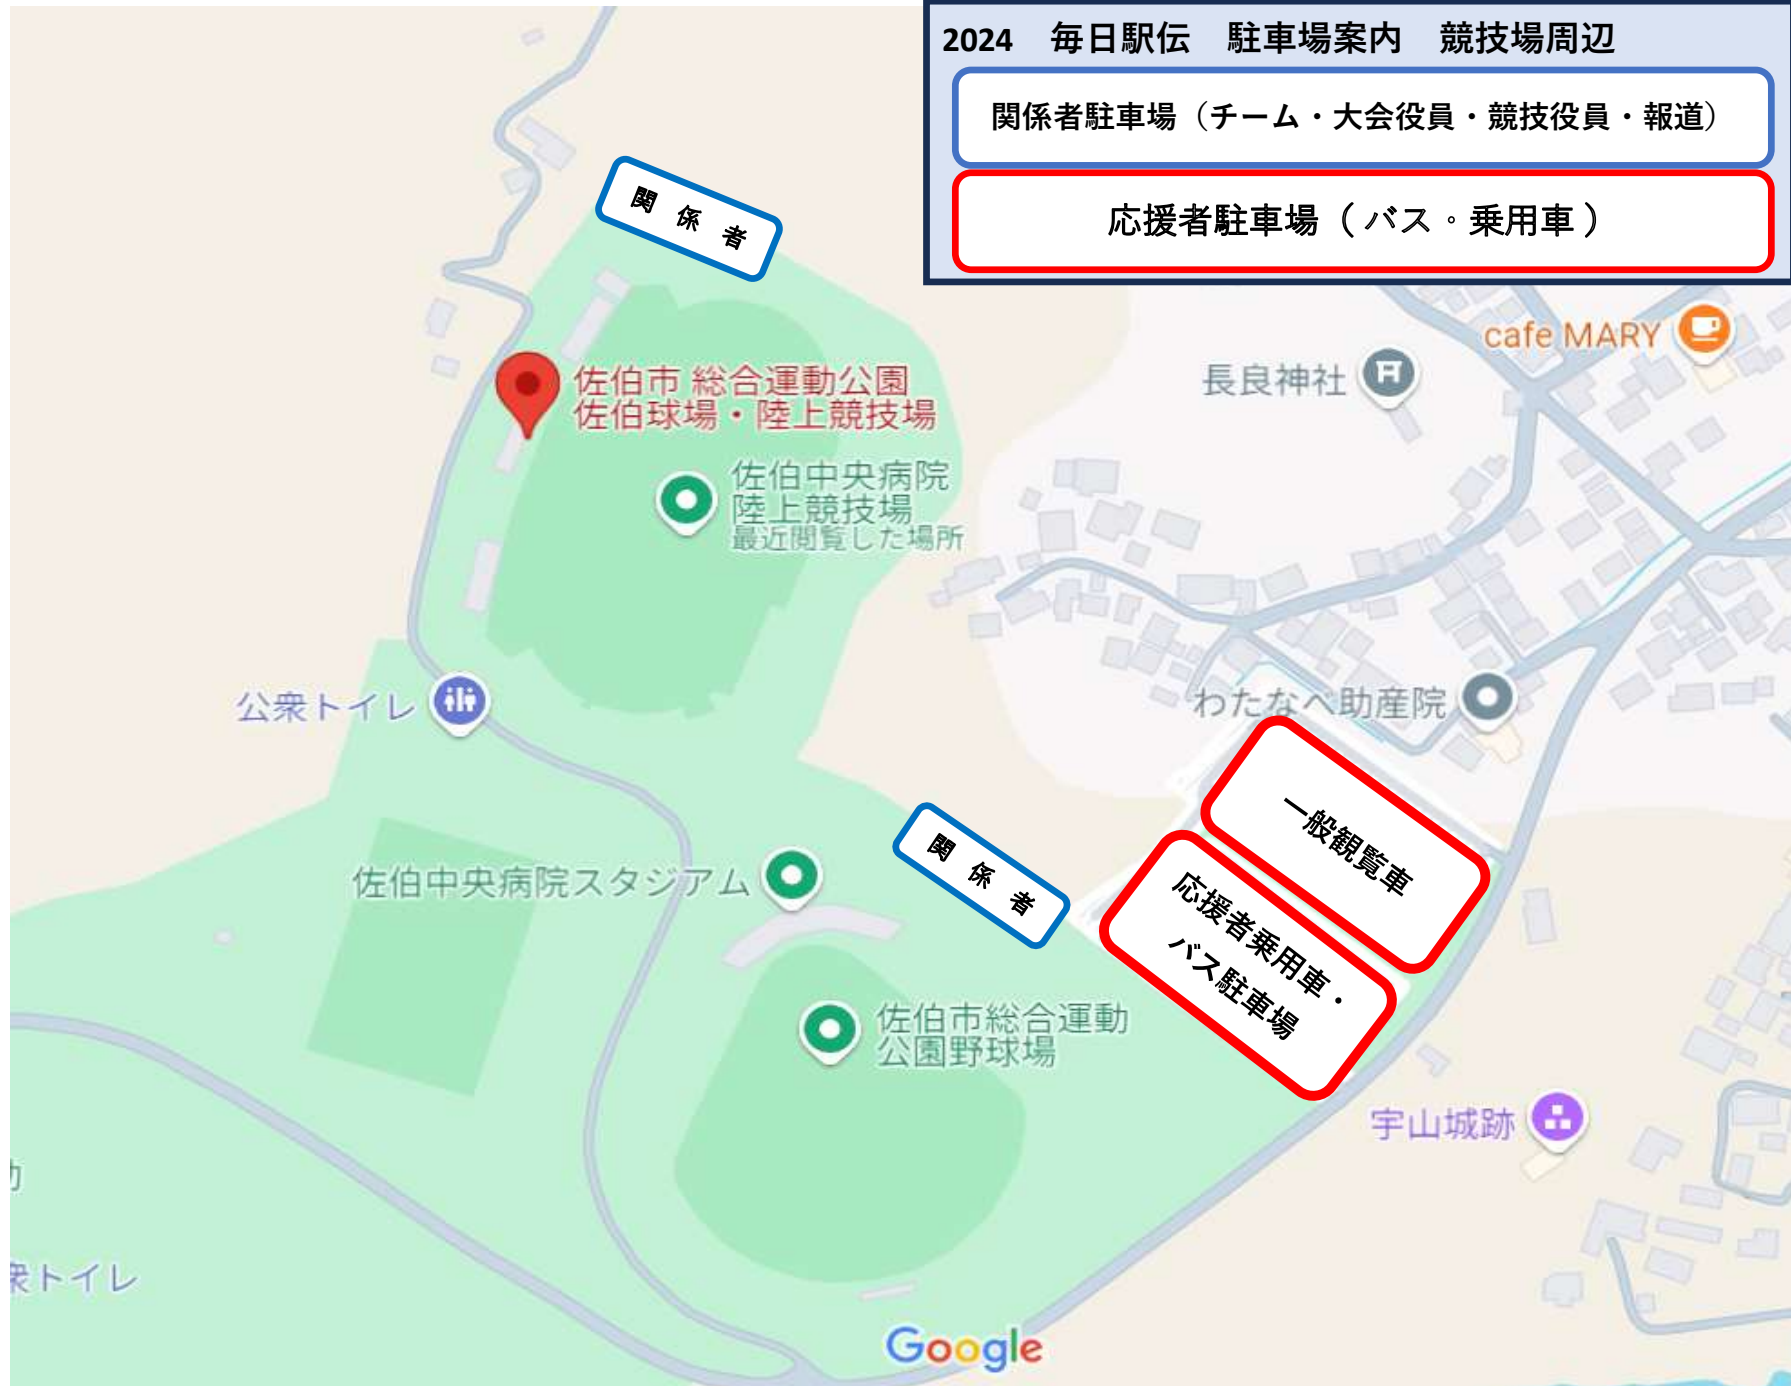 2024 毎日駅伝 駐車場案内 競技場周辺
関係者駐車場（チーム・大会役員・競技役員・報道）
応援者駐車場（バス・乗用車）
関係者
cafe MARY
長良神社
佐伯市 総合運動公園
佐伯球場・陸上競技場
佐伯中央病院
陸上競技場
最近閲覧した場所
公衆トイレ
わたなべ助産院
一般観覧車
関係者
佐伯中央病院スタジアム
応援者乗用車・
バス駐車場
佐伯市総合運動
公園野球場
宇山城跡
衆トイレ
Google